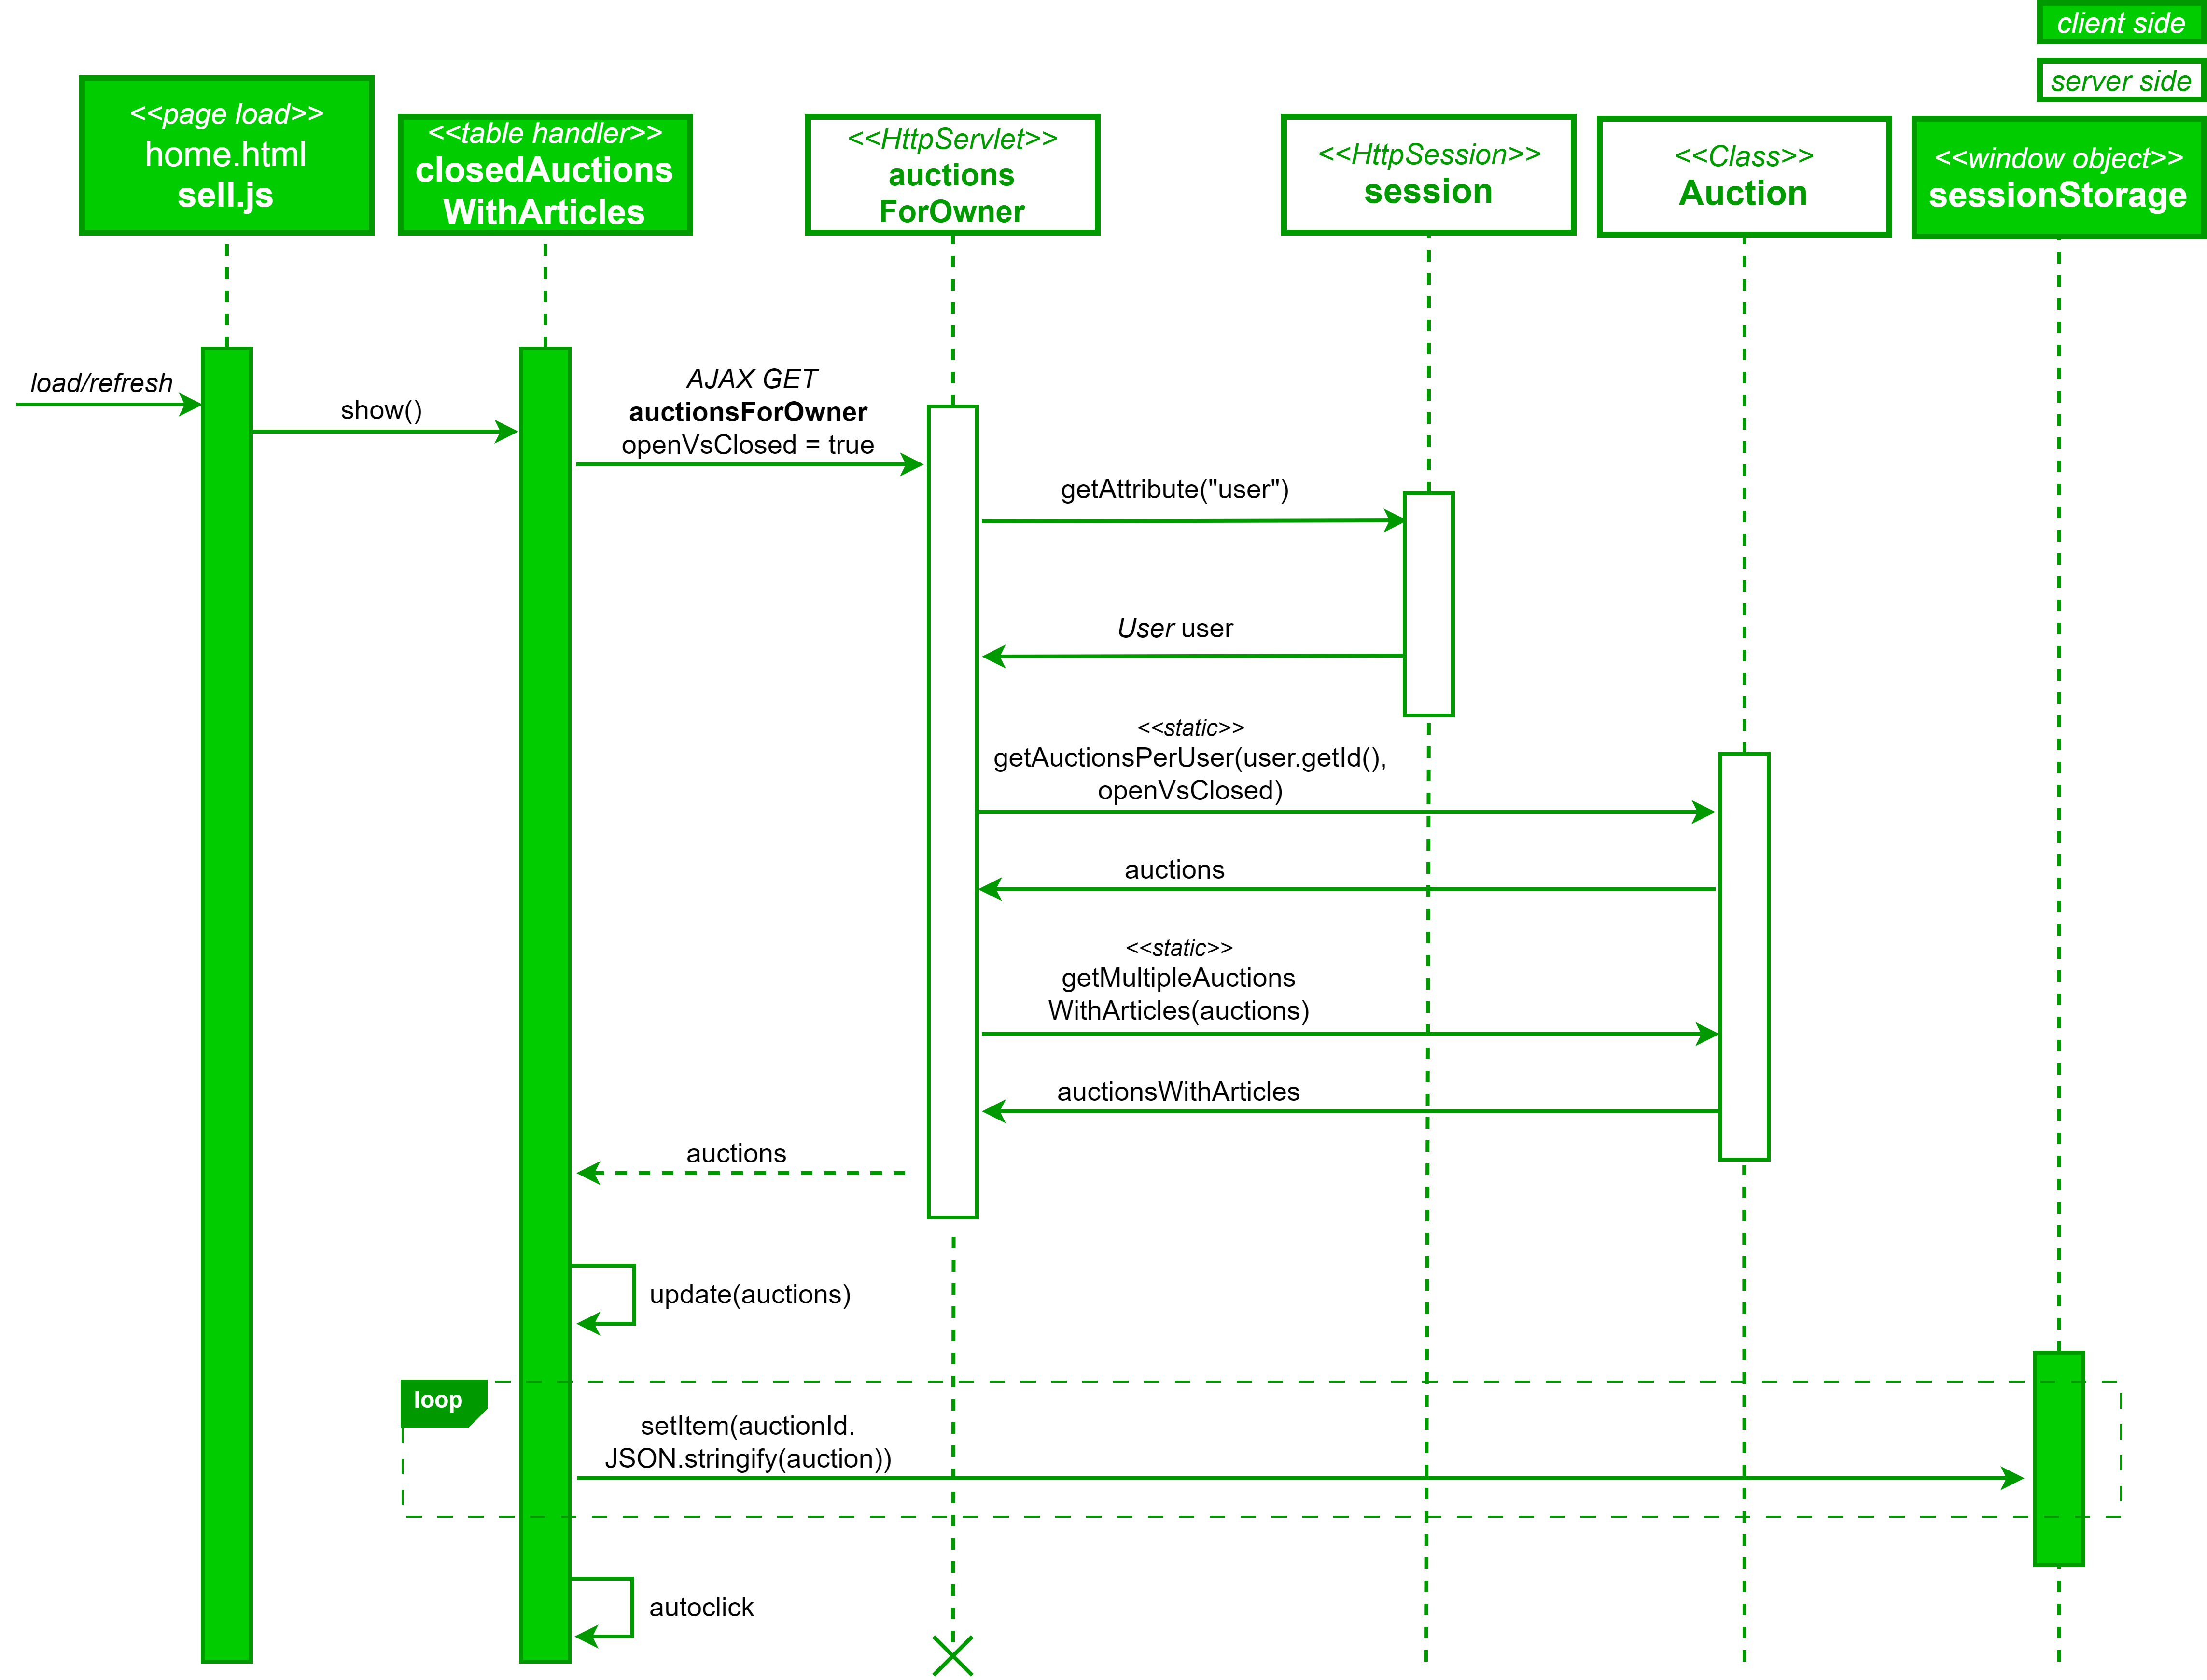 client side
server side
<<page load>>
home.html
sell.js
<<table handler>>
closedAuctions
WithArticles
<<HttpServlet>>
auctions
ForOwner
<<HttpSession>>
session
<<Class>>
Auction
<<window object>>
sessionStorage
load/refresh
show()
AJAX GET
auctionsForOwner
openVsClosed = true
getAttribute("user")
User user
<<static>>
getAuctionsPerUser(user.getId(),
openVsClosed)
auctions
<<static>>
getMultipleAuctions
WithArticles(auctions)
auctionsWithArticles
auctions
update(auctions)
loop
setItem(auctionId.
JSON.stringify(auction))
autoclick